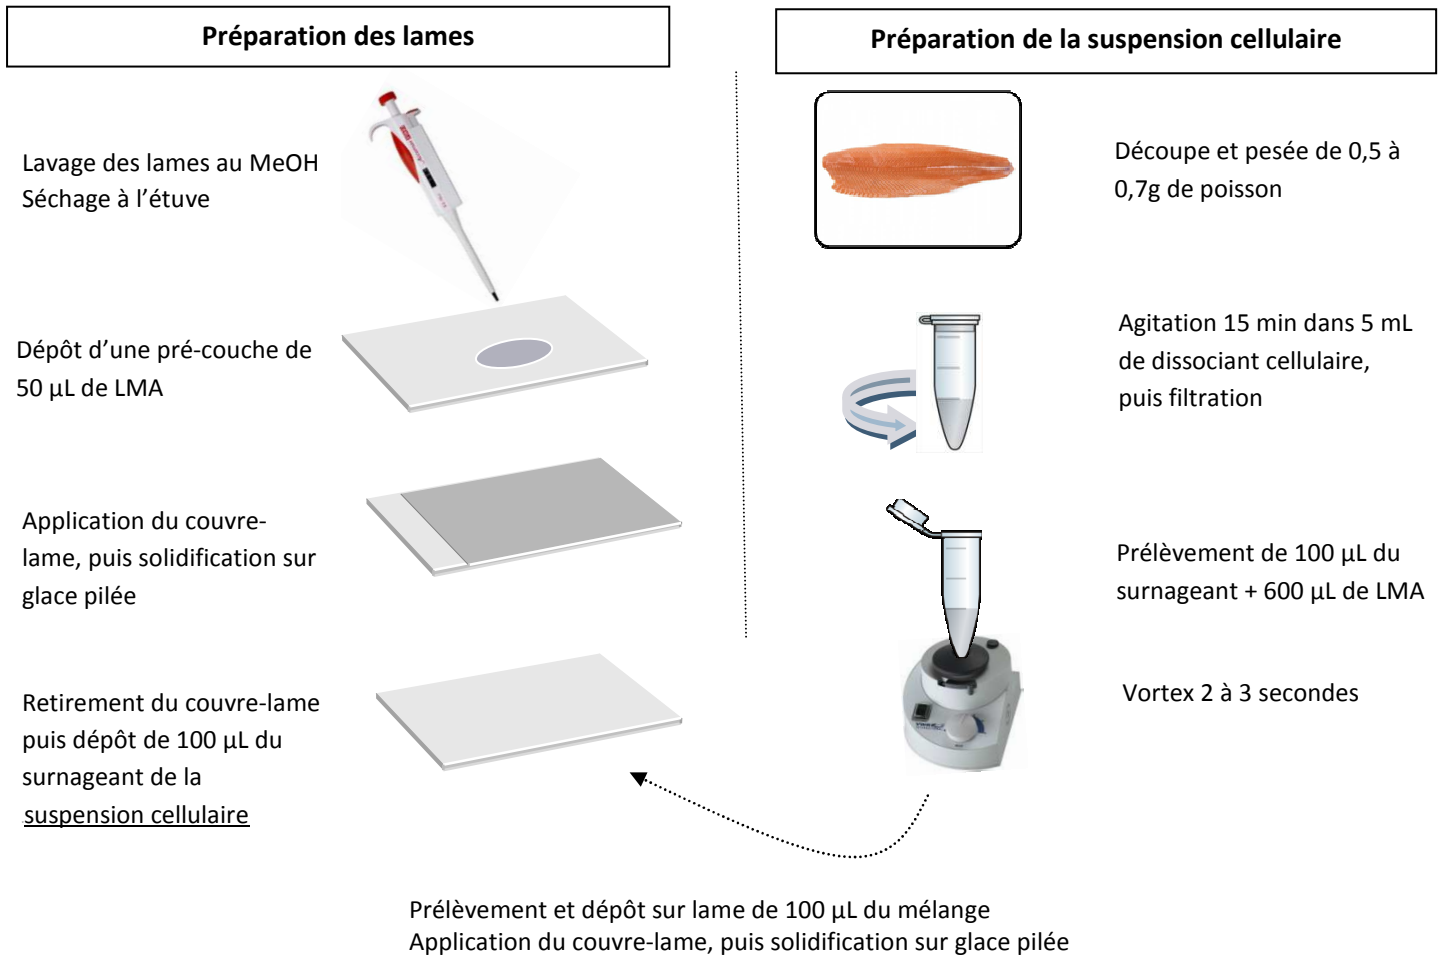 Préparation des lames
Lavage des lames au MeOH
Séchage à l'étuve
Dépôt d'une pré-couche de
50 µL de LMA
Application du couvre-
lame, puis solidification sur
glace pilée
Retirement du couvre-lame
puis dépôt de 100 µL du
surnageant de la
suspension cellulaire
Préparation de la suspension cellulaire
Découpe et pesée de 0,5 à
0,7g de poisson
Agitation 15 min dans 5 mL
de dissociant cellulaire,
puis filtration
Prélèvement de 100 µL du
surnageant + 600 µL de LMA
Vortex 2 à 3 secondes
Prélèvement et dépôt sur lame de 100 µL du mélange
Application du couvre-lame, puis solidification sur glace pilée